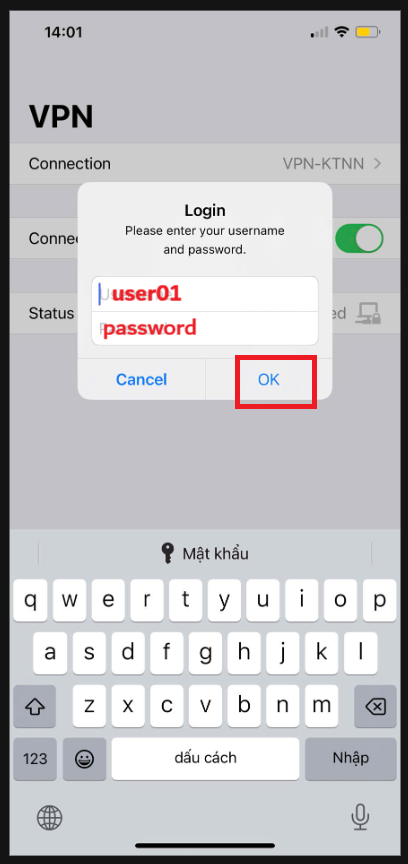 14:01
VPN
Connection VPN-KTNN
Login
Please enter your username
and password.
Conne
user01
Status ed
password
Cancel OK
Mật khẩu
q w e r t y u i o p
a s d f g h j k l
z x c v b n m
123 dấu cách Nhập